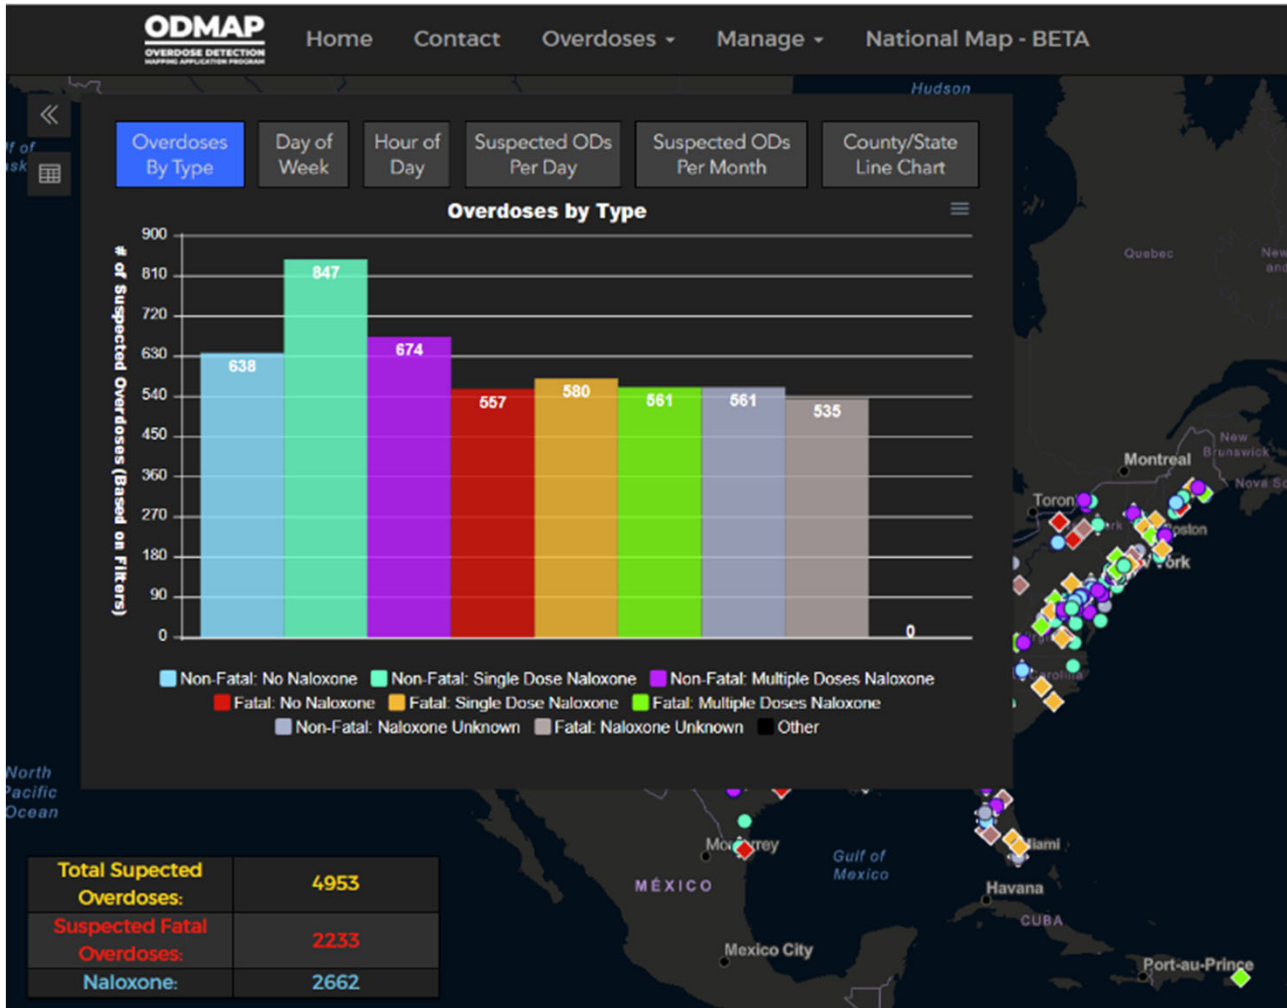 ODMAP
OVERDOSE DETECTION
MAPPING APPLICATION PROGRAM
Home Contact Overdoses Manage National Map - BETA
Hudson
Overdoses By Type
Day of Week
Hour of Day
Suspected ODs Per Day
Suspected ODs Per Month
County/State Line Chart
Overdoses by Type
# of Suspected Overdoses (Based on Filters)
900
810
720
630
540
450
360
270
180
90
0
638
847
674
557
580
561
561
535
0
Non-Fatal: No Naloxone Non-Fatal: Single Dose Naloxone Non-Fatal: Multiple Doses Naloxone
Fatal: No Naloxone Fatal: Single Dose Naloxone Fatal: Multiple Doses Naloxone
Non-Fatal: Naloxone Unknown Fatal: Naloxone Unknown Other
Quebec
New
Brunswick
Montreal
Nova
North
Pacific
Ocean
Total Supected
Overdoses:
4953
Suspected Fatal
Overdoses:
2233
Naloxone: 2662
MÉXICO
Gulf of
Mexico
Havana
CUBA
Mexico City
Port-au-Prince